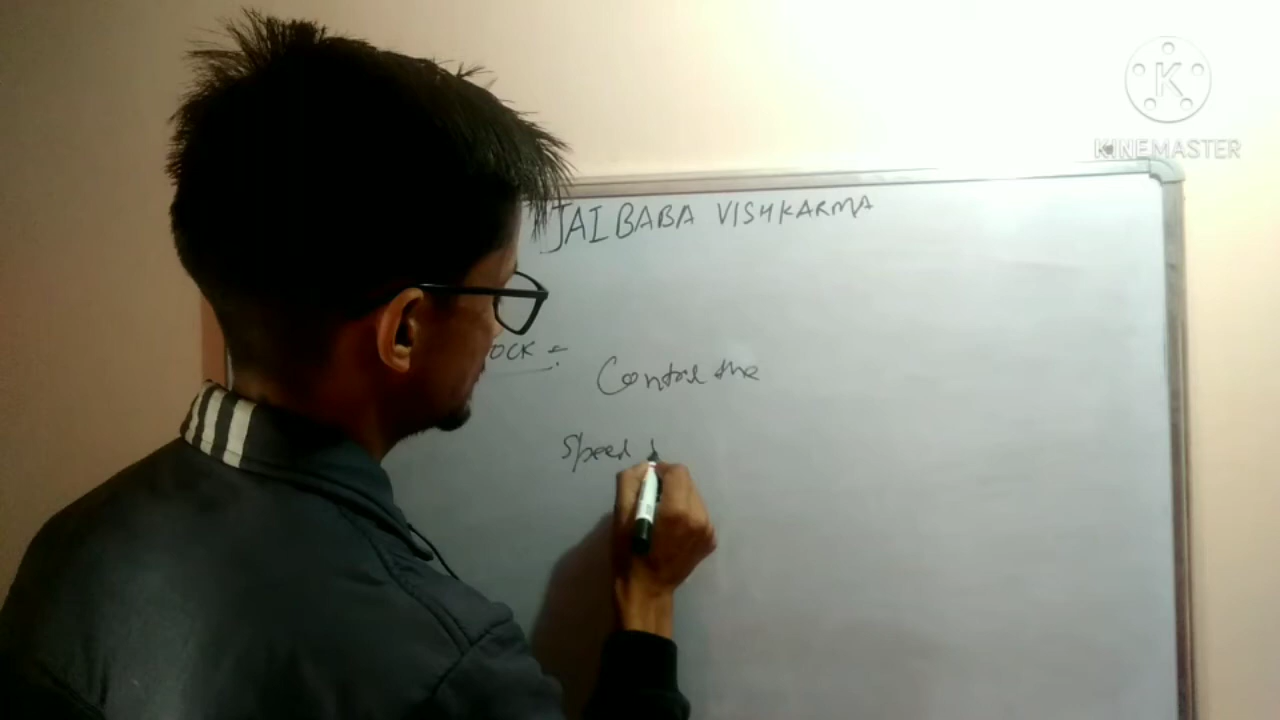 KINEMASTER
JAI BABA VISHKARMA
OCK =
Control the
Speed